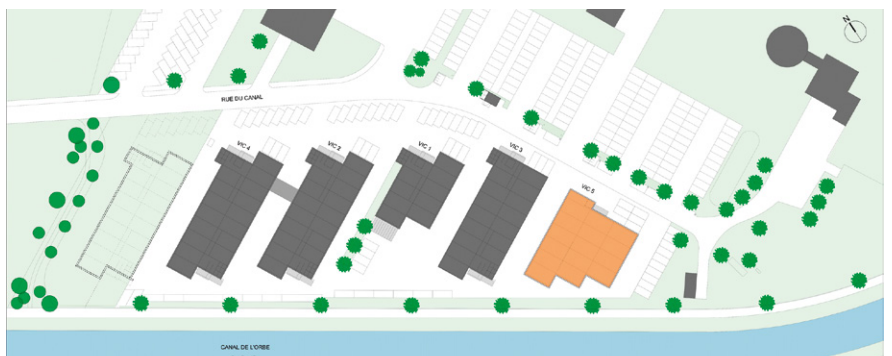 N
RUE DU CANAL
VIC 4
VIC 2
VIC 1
VIC 3
VIC 5
CANAL DE L'ORBE